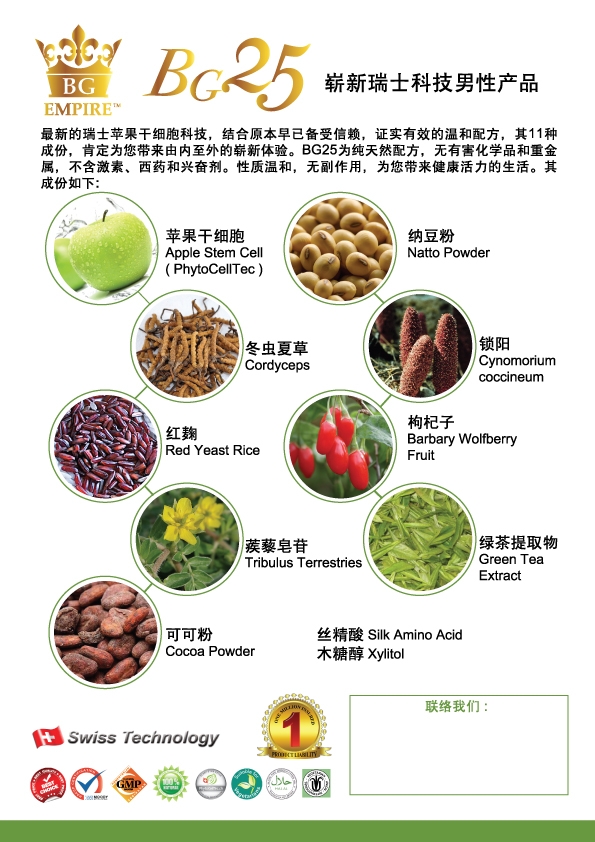 BG
EMPIRE™
BG25
崭新瑞士科技男性产品
最新的瑞士苹果干细胞科技，结合原本早已备受信赖，证实有效的温和配方，其11种
成份，肯定为您带来由内至外的崭新体验。BG25为纯天然配方，无有害化学品和重金
属，不含激素、西药和兴奋剂。性质温和，无副作用，为您带来健康活力的生活。其
成份如下:
苹果干细胞
Apple Stem Cell
( PhytoCellTec )
纳豆粉
Natto Powder
冬虫夏草
Cordyceps
锁阳
Cynomorium
coccineum
红麹
Red Yeast Rice
枸杞子
Barbary Wolfberry
Fruit
蒺藜皂苷
Tribulus Terrestries
绿茶提取物
Green Tea
Extract
可可粉
Cocoa Powder
丝精酸 Silk Amino Acid
木糖醇 Xylitol
联络我们 :
Swiss Technology
ONE MILLION INSURED
1
PRODUCT LIABILITY
BEST
CHOICE
GMP
100%
Suitable for
Vegetarians
HALAL